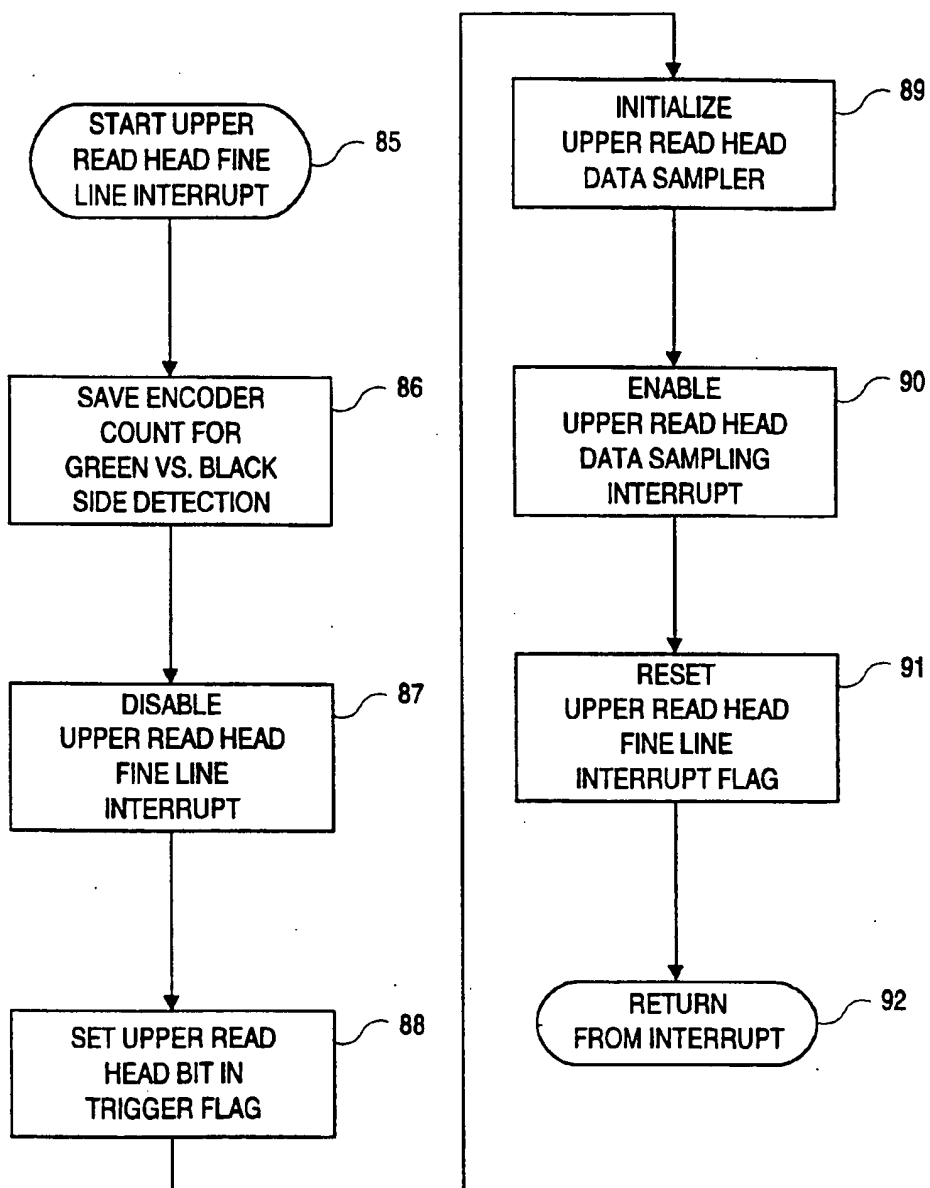 START UPPER
READ HEAD FINE
LINE INTERRUPT
85
SAVE ENCODER
COUNT FOR
GREEN VS. BLACK
SIDE DETECTION
86
DISABLE
UPPER READ HEAD
FINE LINE
INTERRUPT
87
SET UPPER READ
HEAD BIT IN
TRIGGER FLAG
88
INITIALIZE
UPPER READ HEAD
DATA SAMPLER
89
ENABLE
UPPER READ HEAD
DATA SAMPLING
INTERRUPT
90
RESET
UPPER READ HEAD
FINE LINE
INTERRUPT FLAG
91
RETURN
FROM INTERRUPT
92